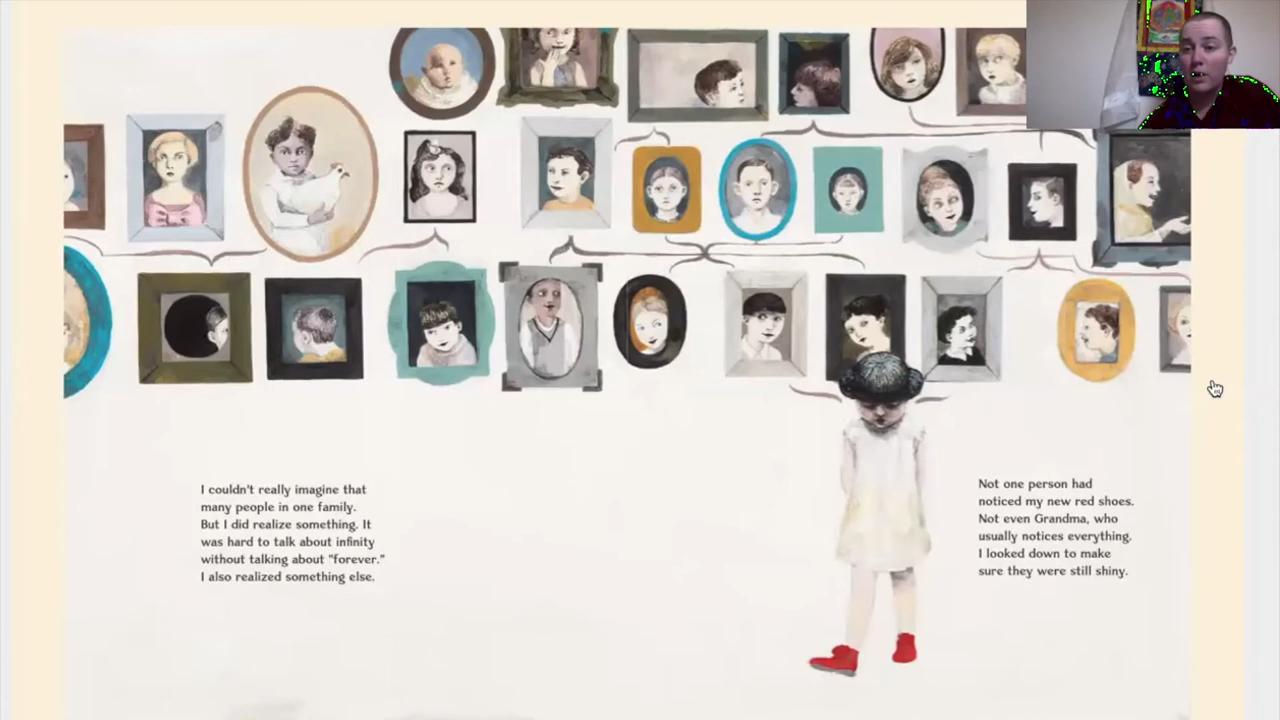 I couldn't really imagine that
many people in one family.
But I did realize something. It
was hard to talk about infinity
without talking about "forever."
I also realized something else.
Not one person had
noticed my new red shoes.
Not even Grandma, who
usually notices everything.
I looked down to make
sure they were still shiny.